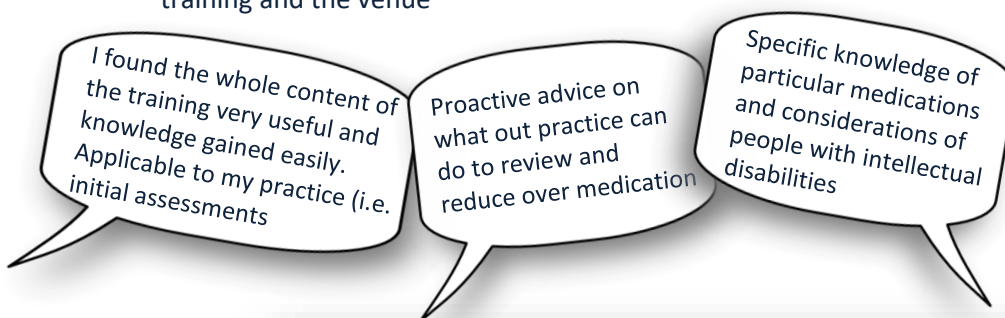 training and the venue
I found the whole content of
the training very useful and
knowledge gained easily.
Applicable to my practice (i.e.
initial assessments
Proactive advice on
what out practice can
do to review and
reduce over medication
Specific knowledge of
particular medications
and considerations of
people with intellectual
disabilities